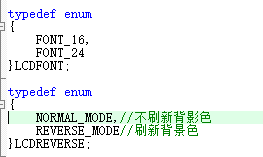 typedef enum
{
FONT_16,
FONT_24
}LCDFONT;
typedef enum
{
NORMAL_MODE,//不刷新背影色
REVERSE_MODE//刷新背景色
}LCDREVERSE;